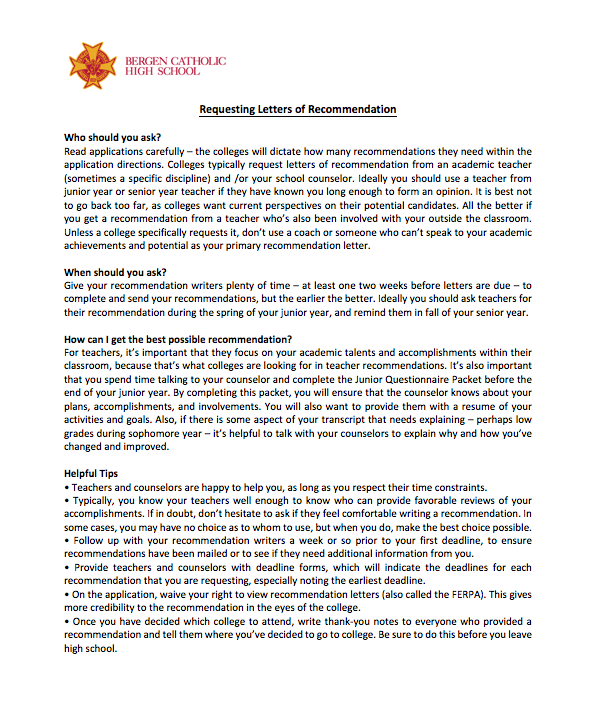 BERGEN CATHOLIC
HIGH SCHOOL
Requesting Letters of Recommendation
Who should you ask?
Read applications carefully – the colleges will dictate how many recommendations they need within the
application directions. Colleges typically request letters of recommendation from an academic teacher
(sometimes a specific discipline) and /or your school counselor. Ideally you should use a teacher from
junior year or senior year teacher if they have known you long enough to form an opinion. It is best not
to go back too far, as colleges want current perspectives on their potential candidates. All the better if
you get a recommendation from a teacher who's also been involved with your outside the classroom.
Unless a college specifically requests it, don't use a coach or someone who can't speak to your academic
achievements and potential as your primary recommendation letter.
When should you ask?
Give your recommendation writers plenty of time – at least one two weeks before letters are due – to
complete and send your recommendations, but the earlier the better. Ideally you should ask teachers for
their recommendation during the spring of your junior year, and remind them in fall of your senior year.
How can I get the best possible recommendation?
For teachers, it's important that they focus on your academic talents and accomplishments within their
classroom, because that's what colleges are looking for in teacher recommendations. It's also important
that you spend time talking to your counselor and complete the Junior Questionnaire Packet before the
end of your junior year. By completing this packet, you will ensure that the counselor knows about your
plans, accomplishments, and involvements. You will also want to provide them with a resume of your
activities and goals. Also, if there is some aspect of your transcript that needs explaining – perhaps low
grades during sophomore year – it's helpful to talk with your counselors to explain why and how you've
changed and improved.
Helpful Tips
• Teachers and counselors are happy to help you, as long as you respect their time constraints.
• Typically, you know your teachers well enough to know who can provide favorable reviews of your
accomplishments. If in doubt, don't hesitate to ask if they feel comfortable writing a recommendation. In
some cases, you may have no choice as to whom to use, but when you do, make the best choice possible.
• Follow up with your recommendation writers a week or so prior to your first deadline, to ensure
recommendations have been mailed or to see if they need additional information from you.
• Provide teachers and counselors with deadline forms, which will indicate the deadlines for each
recommendation that you are requesting, especially noting the earliest deadline.
• On the application, waive your right to view recommendation letters (also called the FERPA). This gives
more credibility to the recommendation in the eyes of the college.
• Once you have decided which college to attend, write thank-you notes to everyone who provided a
recommendation and tell them where you've decided to go to college. Be sure to do this before you leave
high school.